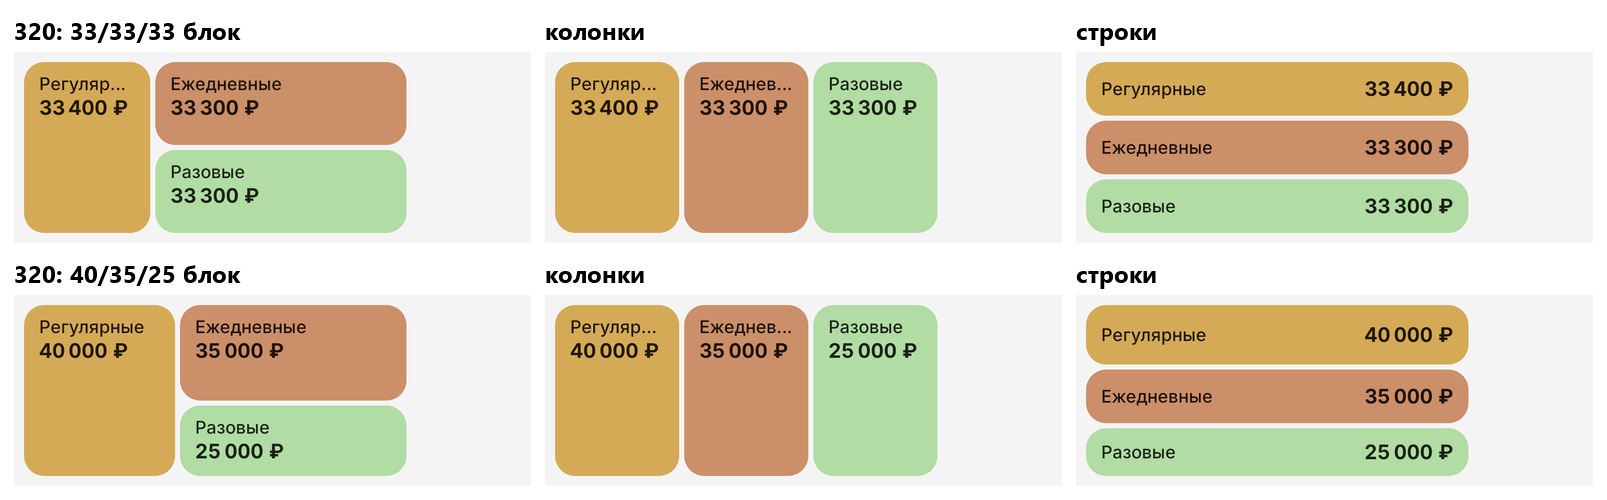 320: 33/33/33 блок
Регуляр...
33 400 ₽
Ежедневные
33 300 ₽
Разовые
33 300 ₽
колонки
Регуляр...
33 400 ₽
Ежеднев...
33 300 ₽
Разовые
33 300 ₽
строки
Регулярные 33 400 ₽
Ежедневные 33 300 ₽
Разовые 33 300 ₽
320: 40/35/25 блок
Регулярные
40 000 ₽
Ежедневные
35 000 ₽
Разовые
25 000 ₽
колонки
Регуляр...
40 000 ₽
Ежеднев...
35 000 ₽
Разовые
25 000 ₽
строки
Регулярные 40 000 ₽
Ежедневные 35 000 ₽
Разовые 25 000 ₽